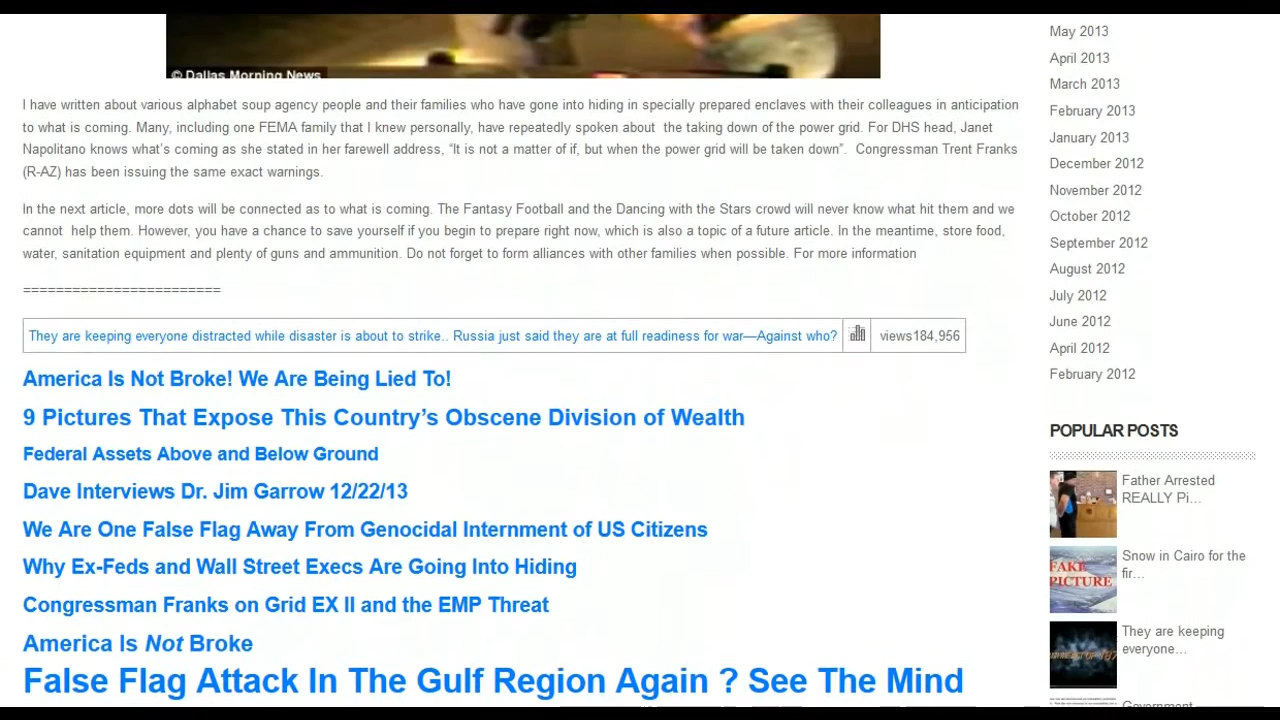 © Dallas Morning News
I have written about various alphabet soup agency people and their families who have gone into hiding in specially prepared enclaves with their colleagues in anticipation
to what is coming. Many, including one FEMA family that I knew personally, have repeatedly spoken about  the taking down of the power grid. For DHS head, Janet
Napolitano knows what's coming as she stated in her farewell address, “It is not a matter of if, but when the power grid will be taken down”.  Congressman Trent Franks
(R-AZ) has been issuing the same exact warnings.
In the next article, more dots will be connected as to what is coming. The Fantasy Football and the Dancing with the Stars crowd will never know what hit them and we
cannot  help them. However, you have a chance to save yourself if you begin to prepare right now, which is also a topic of a future article. In the meantime, store food,
water, sanitation equipment and plenty of guns and ammunition. Do not forget to form alliances with other families when possible. For more information
========================
They are keeping everyone distracted while disaster is about to strike.. Russia just said they are at full readiness for war—Against who? views184,956
America Is Not Broke! We Are Being Lied To!
9 Pictures That Expose This Country's Obscene Division of Wealth
Federal Assets Above and Below Ground
Dave Interviews Dr. Jim Garrow 12/22/13
We Are One False Flag Away From Genocidal Internment of US Citizens
Why Ex-Feds and Wall Street Execs Are Going Into Hiding
Congressman Franks on Grid EX II and the EMP Threat
America Is Not Broke
False Flag Attack In The Gulf Region Again ? See The Mind
May 2013
April 2013
March 2013
February 2013
January 2013
December 2012
November 2012
October 2012
September 2012
August 2012
July 2012
June 2012
April 2012
February 2012
POPULAR POSTS
Father Arrested
REALLY Pi...
FAKE
PICTURE
Snow in Cairo for the
fir...
They are keeping
everyone...
Government